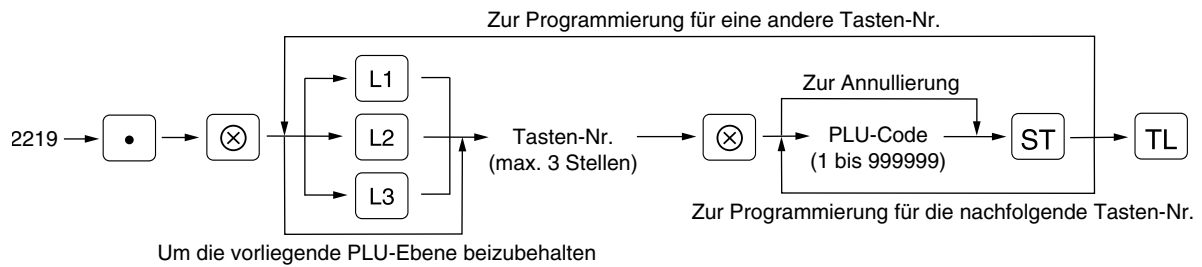 Zur Programmierung für eine andere Tasten-Nr.
L1
Zur Annullierung
2219
•
⊗
L2
Tasten-Nr.
(max. 3 Stellen)
⊗
PLU-Code
(1 bis 999999)
ST
TL
L3
Zur Programmierung für die nachfolgende Tasten-Nr.
Um die vorliegende PLU-Ebene beizubehalten